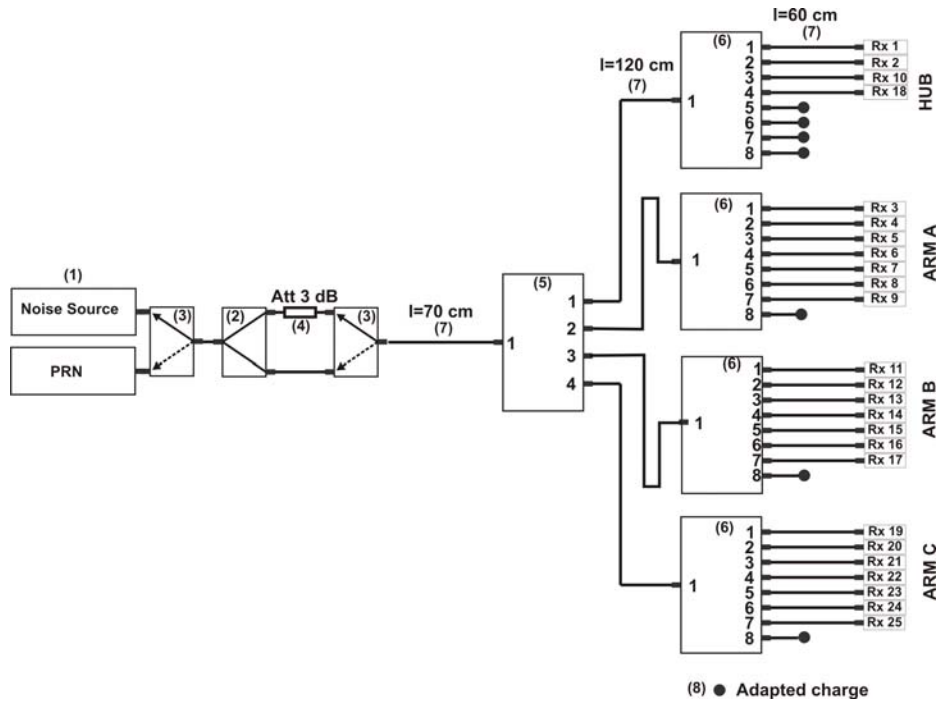 (1)
Noise Source
PRN
(3)
(2)
Att 3 dB
(4)
(3)
l=70 cm
(7)
(5)
1
1
2
3
4
l=120 cm
(7)
l=60 cm
(7)
(6)
1
1 Rx 1
2 Rx 2
3 Rx 10
4 Rx 18
5
6
7
8
HUB
(6)
1
1 Rx 3
2 Rx 4
3 Rx 5
4 Rx 6
5 Rx 7
6 Rx 8
7 Rx 9
8
ARM A
(6)
1
1 Rx 11
2 Rx 12
3 Rx 13
4 Rx 14
5 Rx 15
6 Rx 16
7 Rx 17
8
ARM B
(6)
1
1 Rx 19
2 Rx 20
3 Rx 21
4 Rx 22
5 Rx 23
6 Rx 24
7 Rx 25
8
ARM C
(8) Adapted charge